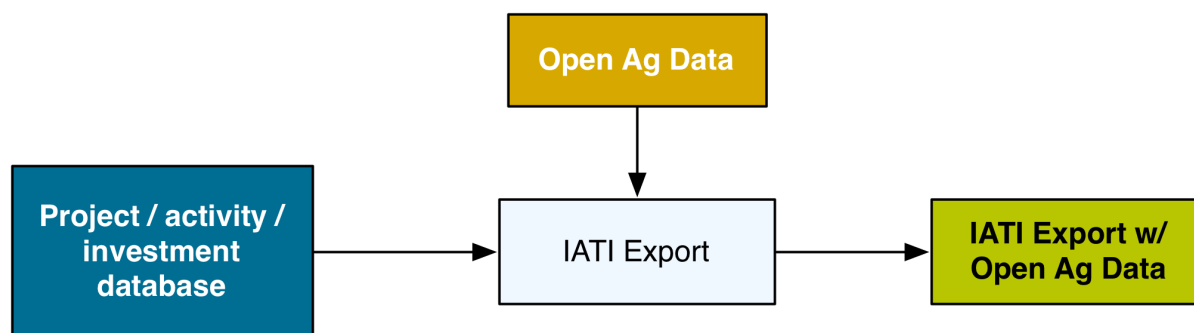 Open Ag Data
Project / activity /
investment
database
IATI Export
IATI Export w/
Open Ag Data